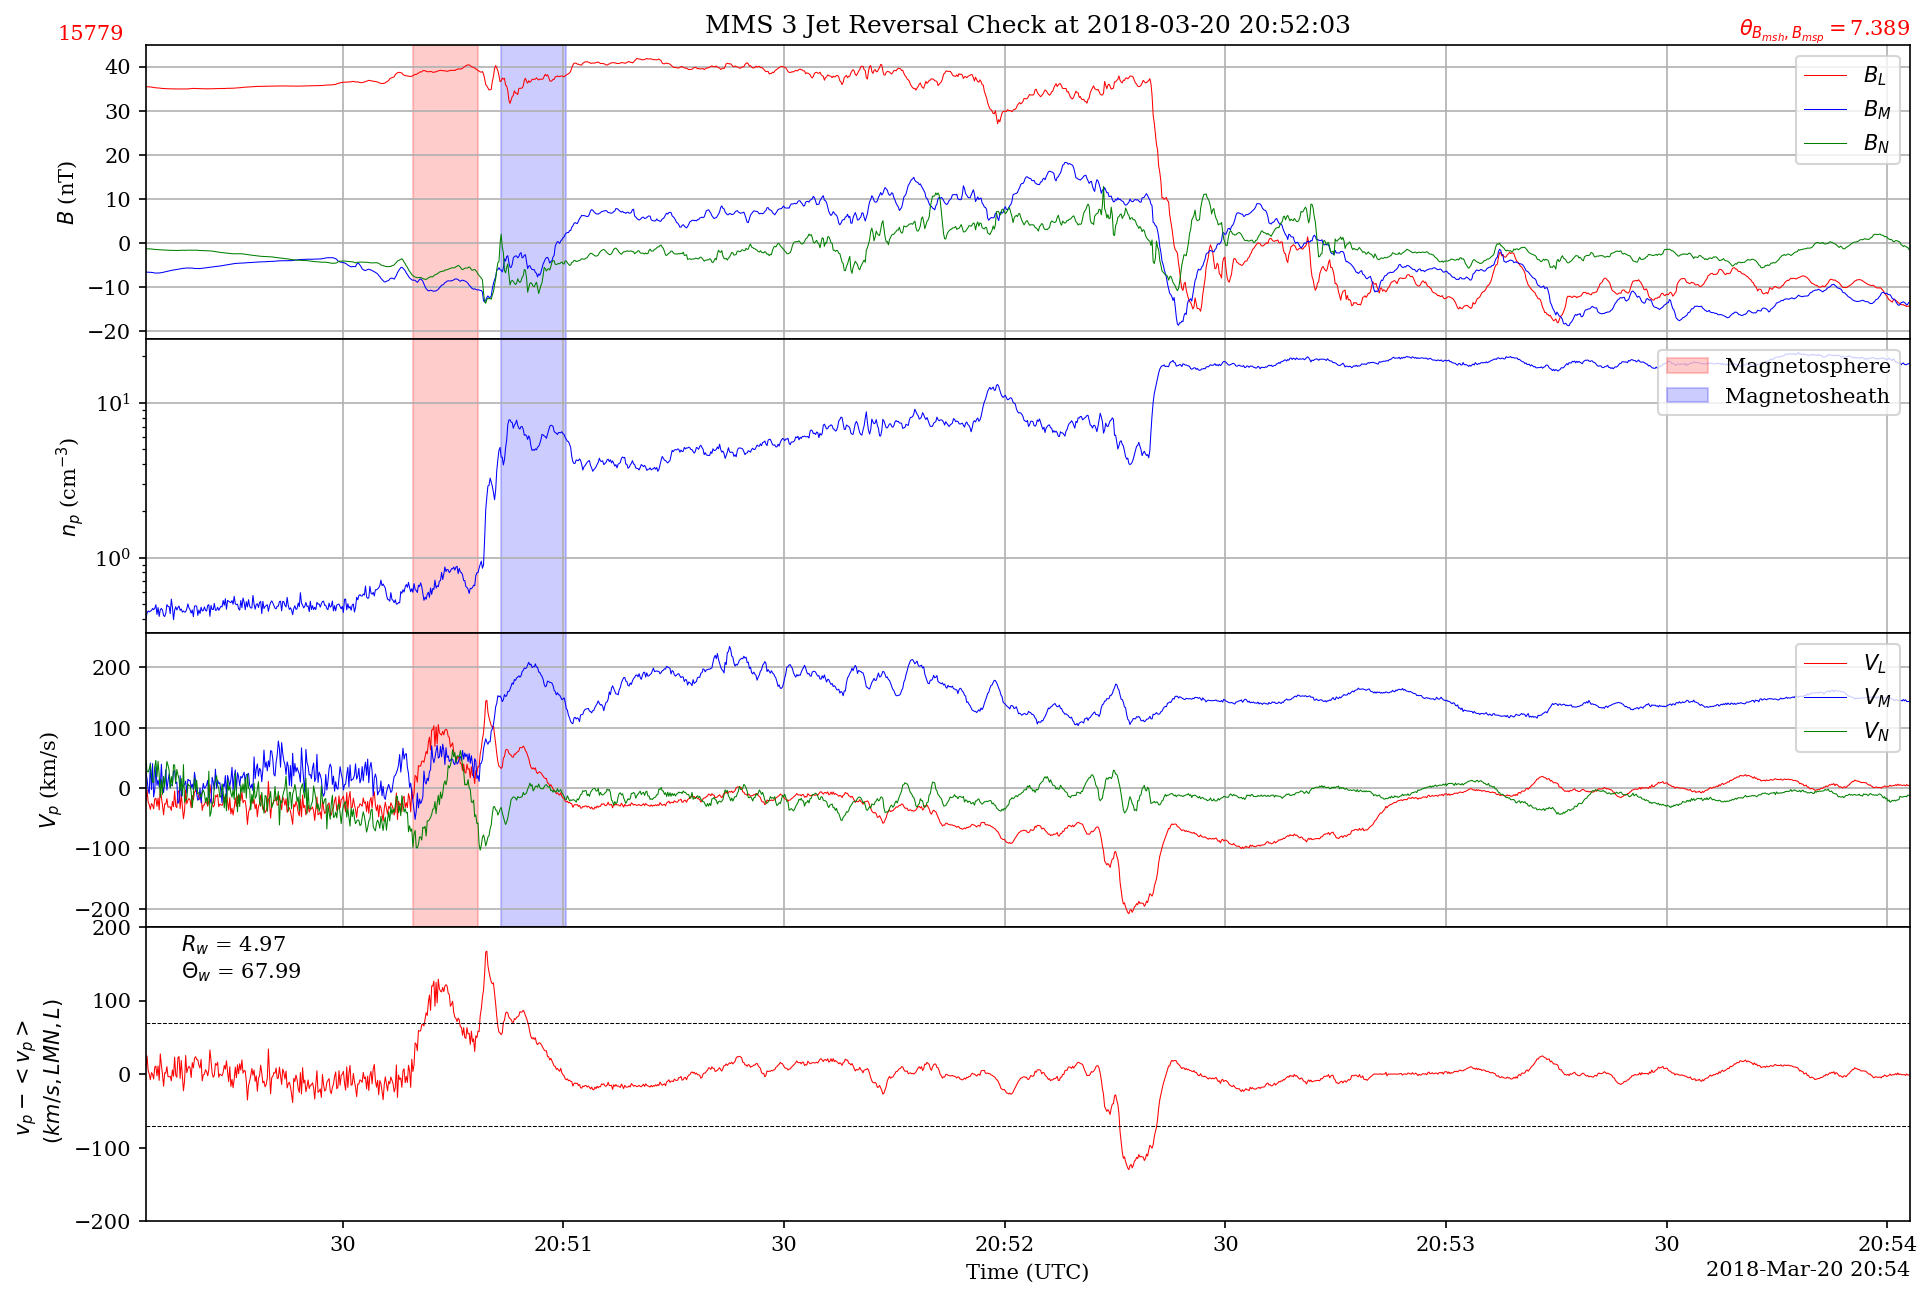 MMS 3 Jet Reversal Check at 2018-03-20 20:52:03
15779
θ_{B_{msh}, B_{msp}} = 7.389
40
30
20
10
0
−10
−20
B (nT)
B_L
B_M
B_N
10^1
10^0
n_p (cm^{−3})
Magnetosphere
Magnetosheath
200
100
0
−100
−200
V_p (km/s)
V_L
V_M
V_N
200
100
0
−100
−200
v_p − < v_p >
(km/s, LMN, L)
R_w = 4.97
Θ_w = 67.99
30
20:51
30
20:52
30
20:53
30
20:54
Time (UTC)
2018-Mar-20 20:54